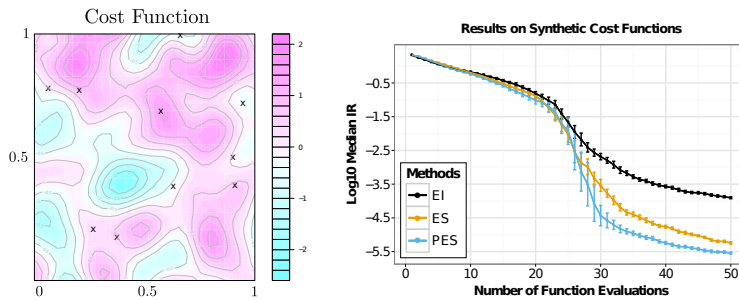 Cost Function
1
0.5
0
0
0.5
1
x
x
x
x
x
x
x
x
x
x
2
1
0
−1
−2
Results on Synthetic Cost Functions
Log10 Median IR
−0.5
−1.5
−2.5
−3.5
−4.5
−5.5
Methods
EI
ES
PES
0
10
20
30
40
50
Number of Function Evaluations